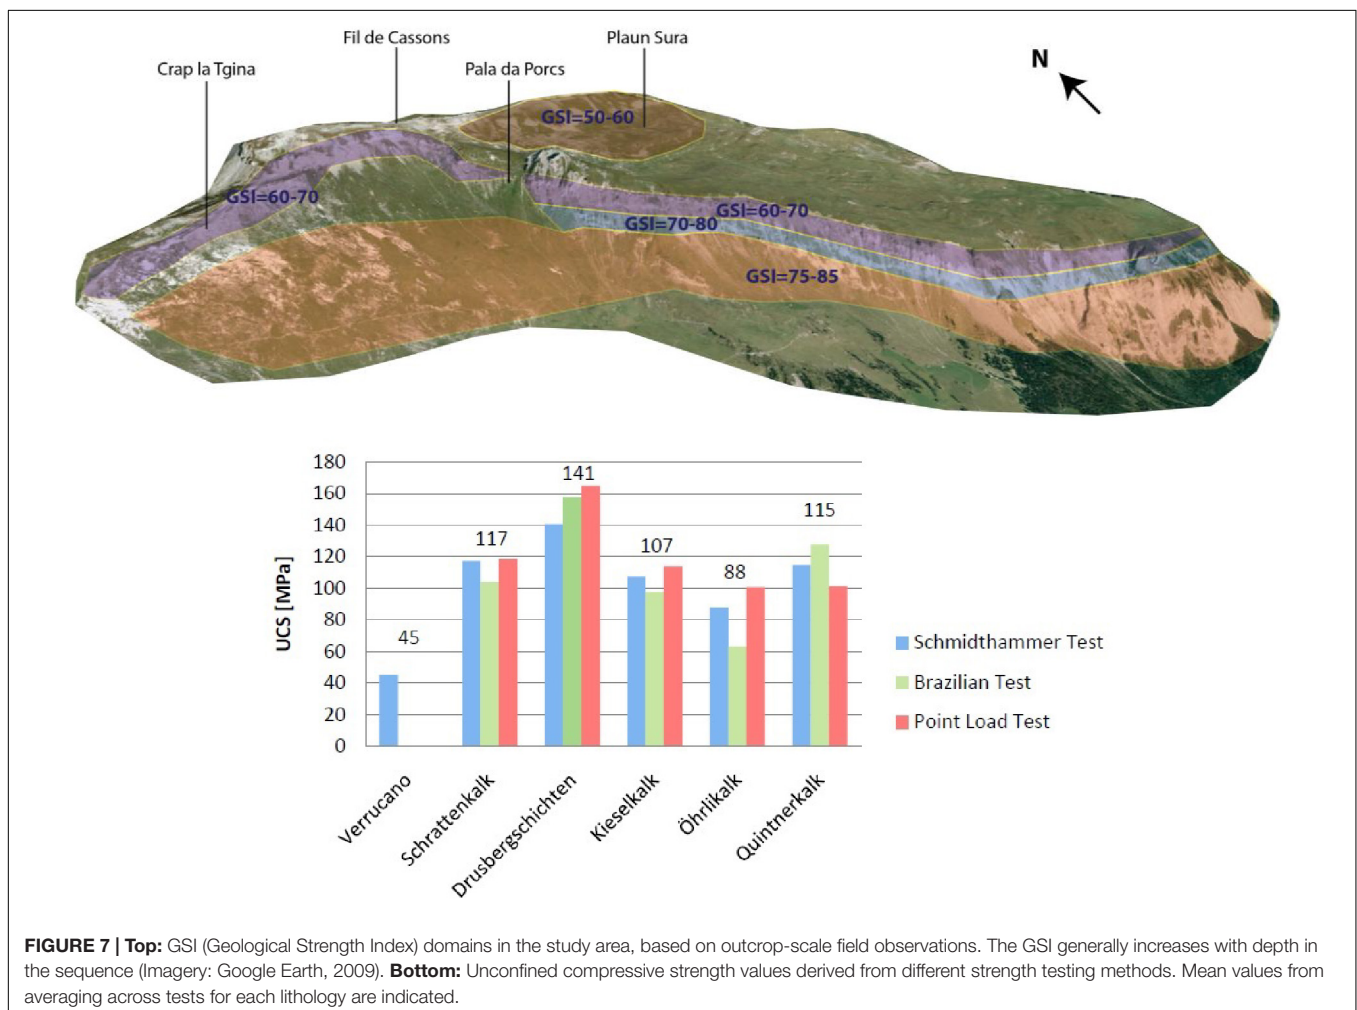 Fil de Cassons
Plaun Sura
Crap la Tgina
Pala da Porcs
N
GSI=50-60
GSI=60-70
GSI=60-70
GSI=70-80
GSI=75-85
180
160
140
120
100
80
60
40
20
0
UCS [MPa]
45
117
141
107
88
115
Verrucano
Schrattenkalk
Drusbergschichten
Kieselkalk
Öhrlikalk
Quintnerkalk
Schmidthammer Test
Brazilian Test
Point Load Test
FIGURE 7 | Top: GSI (Geological Strength Index) domains in the study area, based on outcrop-scale field observations. The GSI generally increases with depth in
the sequence (Imagery: Google Earth, 2009). Bottom: Unconfined compressive strength values derived from different strength testing methods. Mean values from
averaging across tests for each lithology are indicated.